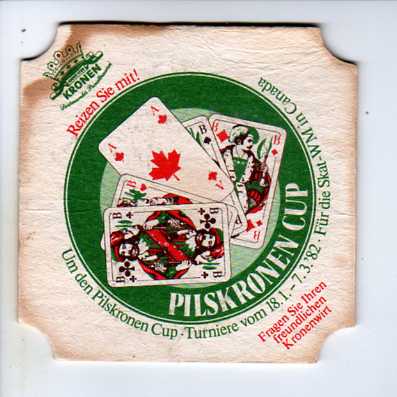 KRONEN
Reizen Sie mit!
A
A
B
B
B
B
B
B
PILSKRONEN CUP
Um den Pilskronen Cup · Turniere vom 18.1. - 7.3.'82 · Für die Skat-WM in Canada
Fragen Sie Ihren
freundlichen
Kronenwirt